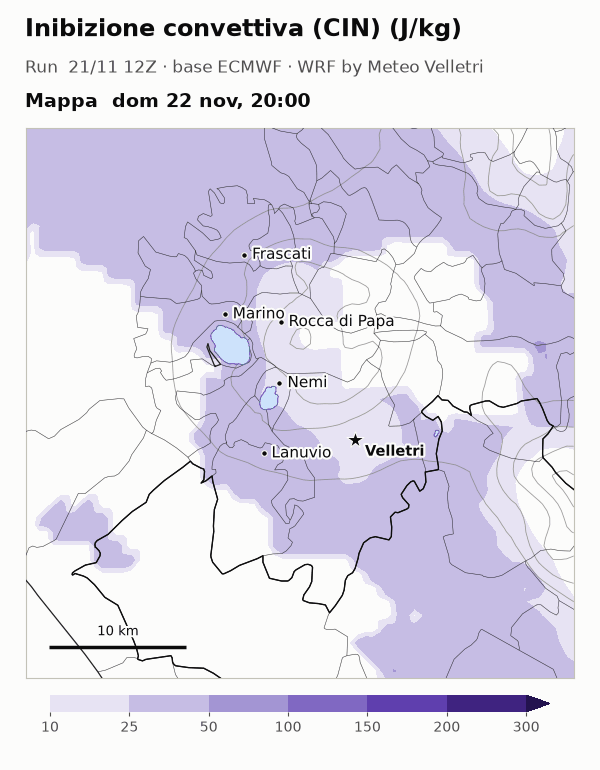 Inibizione convettiva (CIN) (J/kg)
Run  21/11 12Z · base ECMWF · WRF by Meteo Velletri
Mappa  dom 22 nov, 20:00
Frascati
Marino
Rocca di Papa
Nemi
Velletri
Lanuvio
10 km
10 25 50 100 150 200 300